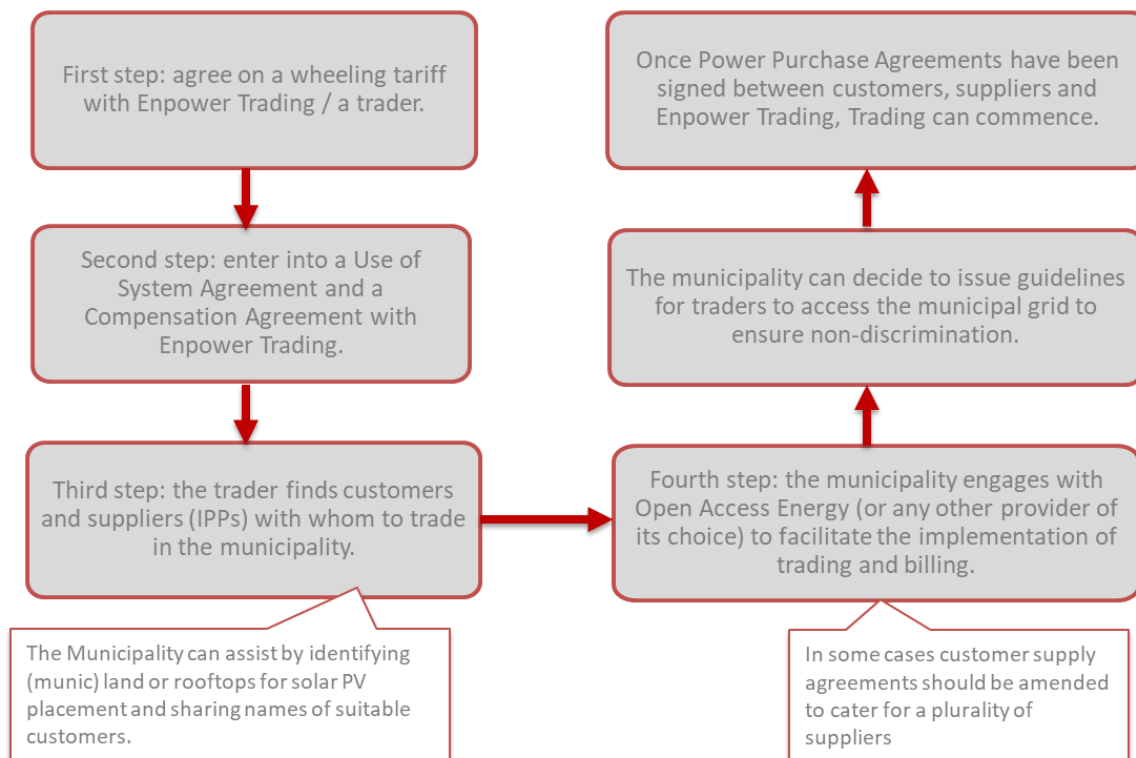 First step: agree on a wheeling tariff
with Enpower Trading / a trader.
Second step: enter into a Use of
System Agreement and a
Compensation Agreement with
Enpower Trading.
Third step: the trader finds customers
and suppliers (IPPs) with whom to trade
in the municipality.
The Municipality can assist by identifying
(munic) land or rooftops for solar PV
placement and sharing names of suitable
customers.
Fourth step: the municipality engages with
Open Access Energy (or any other provider of
its choice) to facilitate the implementation of
trading and billing.
In some cases customer supply
agreements should be amended
to cater for a plurality of
suppliers
The municipality can decide to issue guidelines
for traders to access the municipal grid to
ensure non-discrimination.
Once Power Purchase Agreements have been
signed between customers, suppliers and
Enpower Trading, Trading can commence.